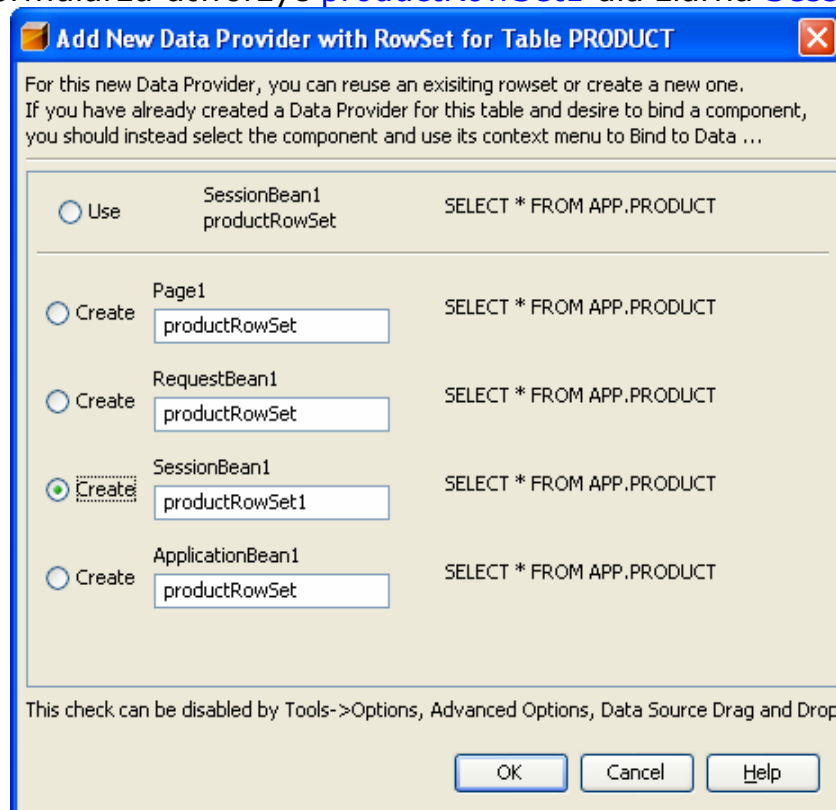 productRowSet1 dla ziarna
Add New Data Provider with RowSet for Table PRODUCT
For this new Data Provider, you can reuse an exisiting rowset or create a new one.
If you have already created a Data Provider for this table and desire to bind a component,
you should instead select the component and use its context menu to Bind to Data ...
Use SessionBean1 SELECT * FROM APP.PRODUCT
productRowSet
Page1
Create productRowSet SELECT * FROM APP.PRODUCT
RequestBean1
Create productRowSet SELECT * FROM APP.PRODUCT
SessionBean1
Create productRowSet1 SELECT * FROM APP.PRODUCT
ApplicationBean1
Create productRowSet SELECT * FROM APP.PRODUCT
This check can be disabled by Tools->Options, Advanced Options, Data Source Drag and Drop
OK Cancel Help